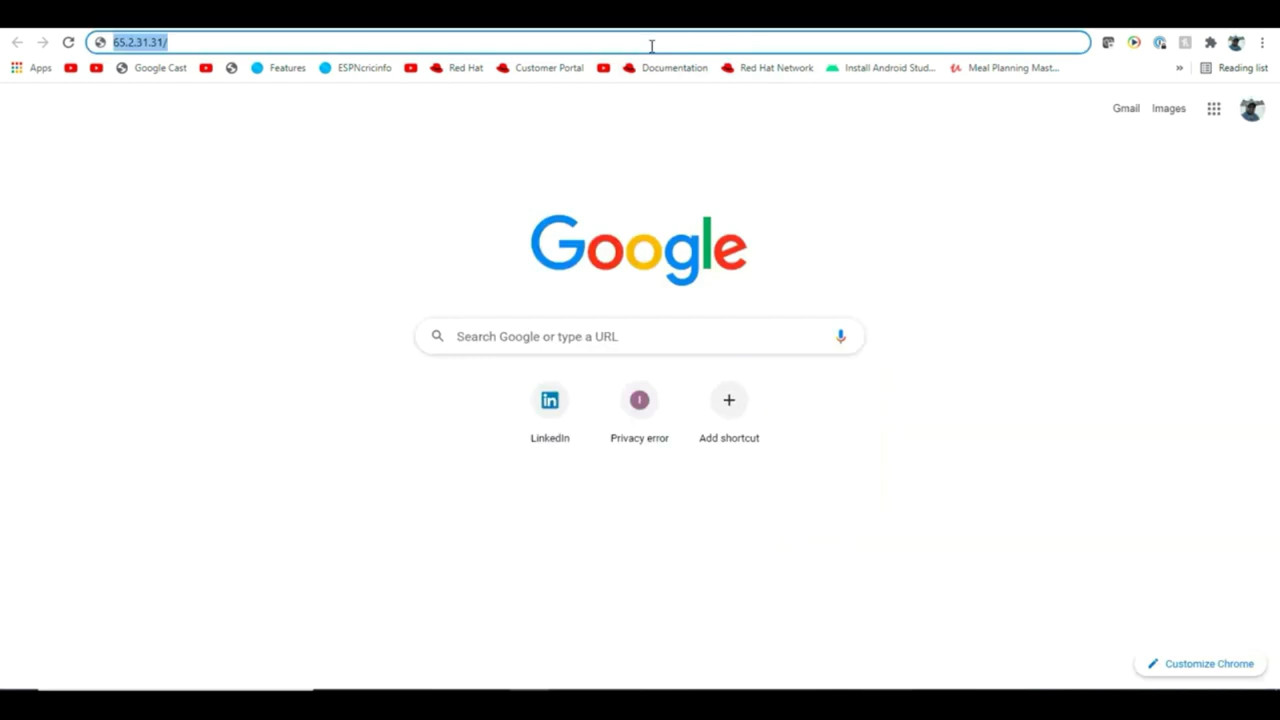 65.2.31.31/
Apps Google Cast Features ESPNcricinfo Red Hat Customer Portal Documentation Red Hat Network Install Android Stud... Meal Planning Mast... » Reading list
Gmail Images
Google
Search Google or type a URL
LinkedIn Privacy error Add shortcut
Customize Chrome